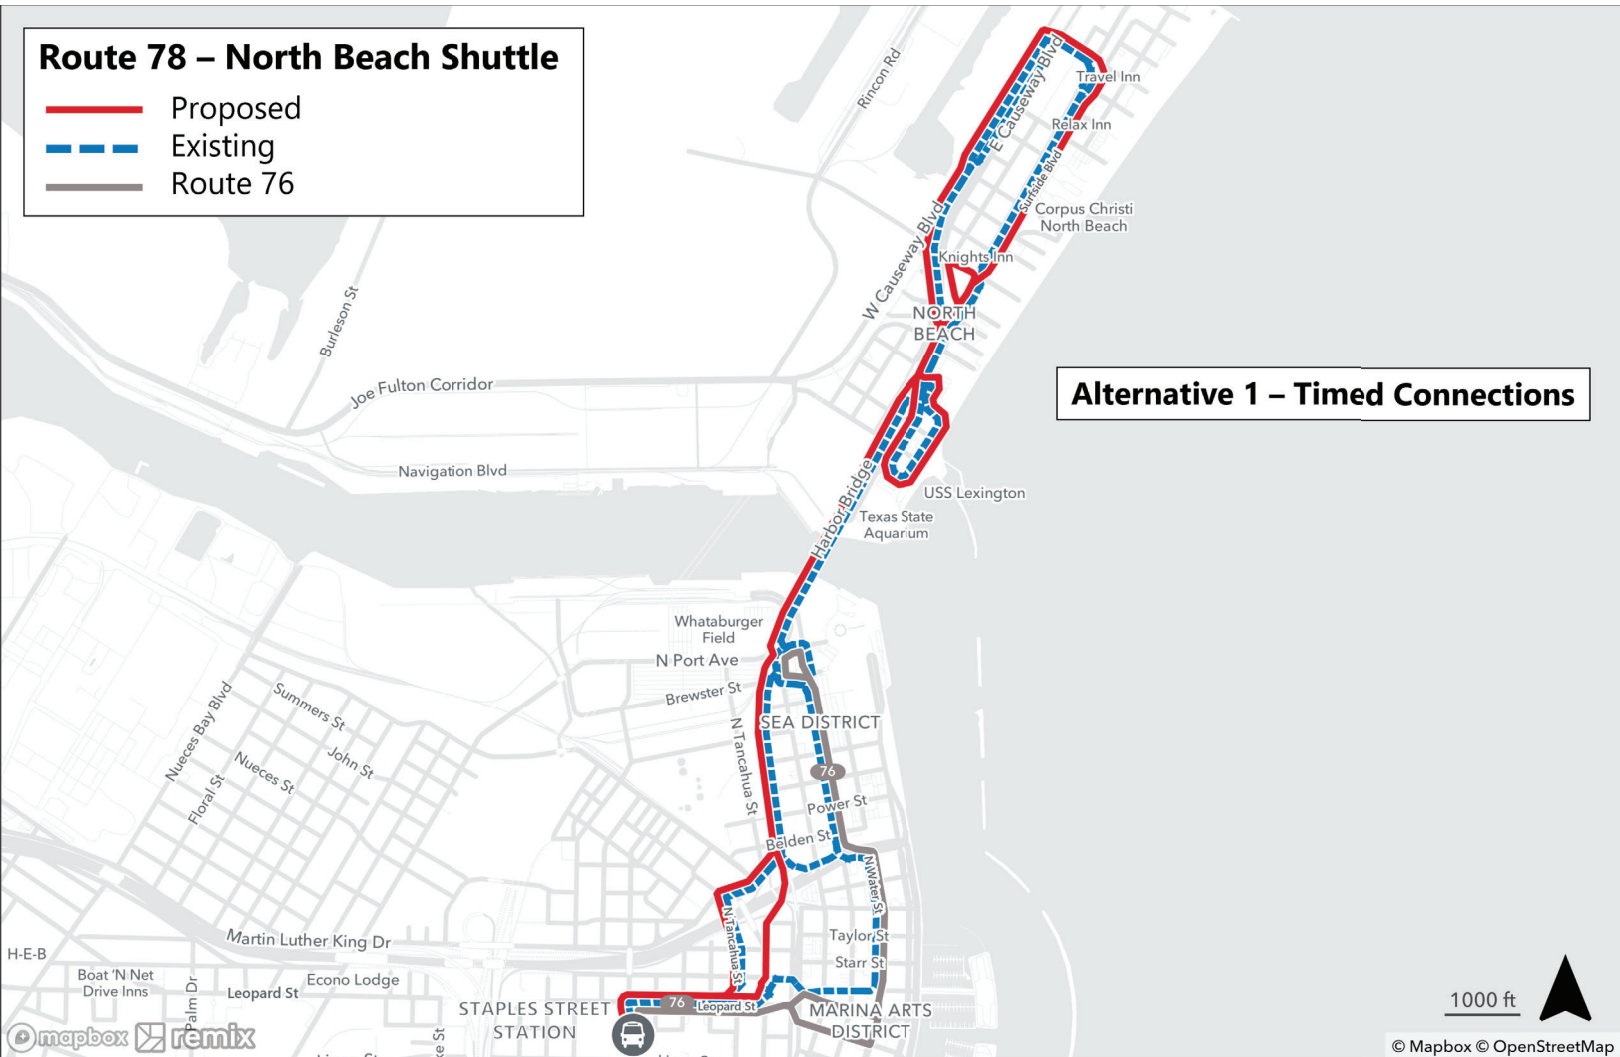 Route 78 – North Beach Shuttle
Proposed
Existing
Route 76
Alternative 1 – Timed Connections
Rincon Rd
E Causeway Blvd
Travel Inn
Relax Inn
Surfside Blvd
Corpus Christi
North Beach
W Causeway Blvd
Knights Inn
NORTH
BEACH
Burleson St
Joe Fulton Corridor
Navigation Blvd
Harbor Bridge
USS Lexington
Texas State
Aquarium
Whataburger
Field
N Port Ave
Brewster St
SEA DISTRICT
N Tancahua St
76
Power St
Belden St
Nueces Bay Blvd
Summers St
John St
Nueces St
Floral St
N Water St
N Tancahua St
Taylor St
Starr St
Martin Luther King Dr
H-E-B
Boat 'N Net
Drive Inns
Palm Dr
Econo Lodge
Leopard St
STAPLES STREET
STATION
76
Leopard St
MARINA ARTS
DISTRICT
1000 ft
mapbox
remix
© Mapbox © OpenStreetMap